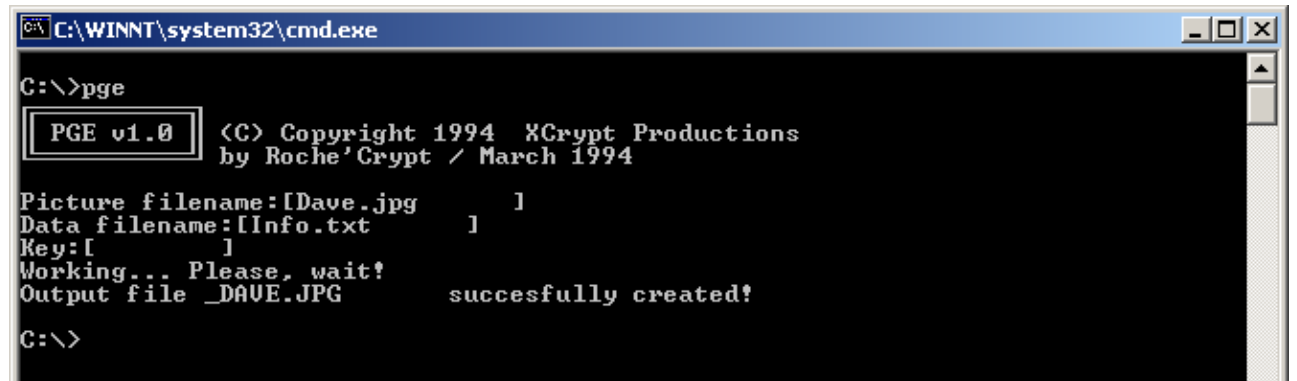 C:\WINNT\system32\cmd.exe
C:\>pge
PGE v1.0 (C) Copyright 1994 XCrypt Productions
by Roche'Crypt / March 1994
Picture filename:[Dave.jpg ]
Data filename:[Info.txt ]
Key:[ ]
Working... Please, wait!
Output file _DAVE.JPG succesfully created!
C:\>